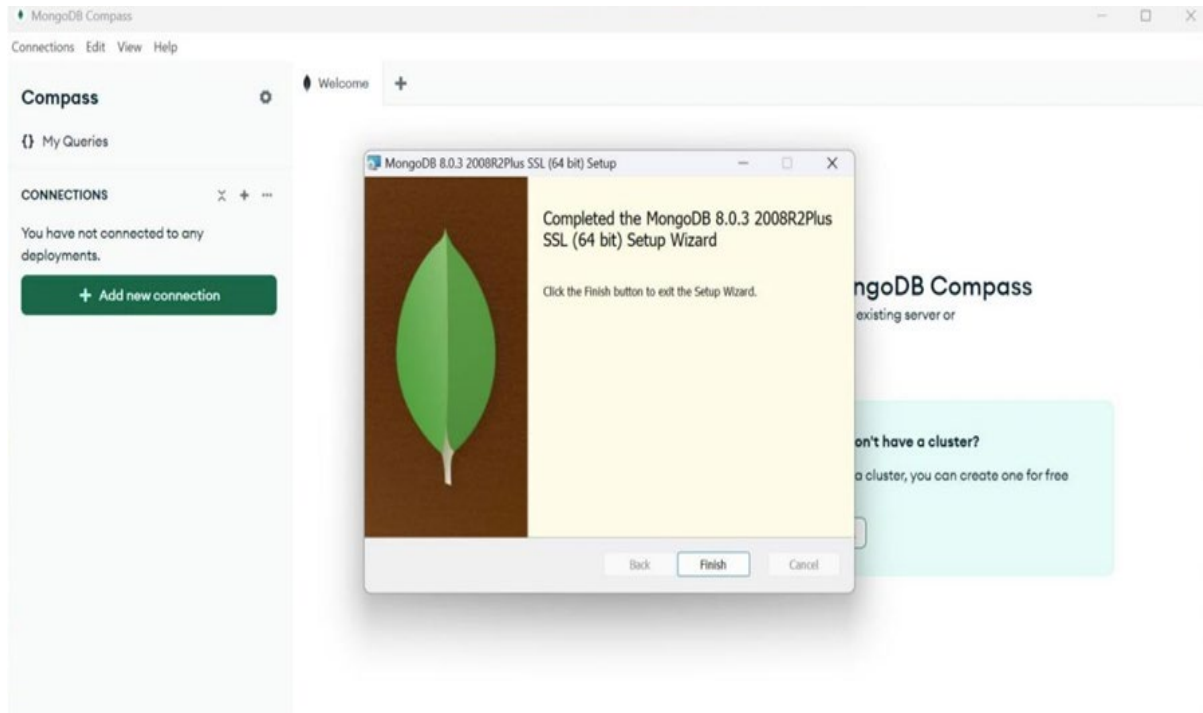 MongoDB Compass
Connections Edit View Help
Compass
{} My Queries
CONNECTIONS
You have not connected to any
deployments.
+ Add new connection
Welcome +
MongoDB 8.0.3 2008R2Plus SSL (64 bit) Setup
Completed the MongoDB 8.0.3 2008R2Plus
SSL (64 bit) Setup Wizard
Click the Finish button to exit the Setup Wizard.
Back Finish Cancel
ngoDB Compass
existing server or
on't have a cluster?
a cluster, you can create one for free